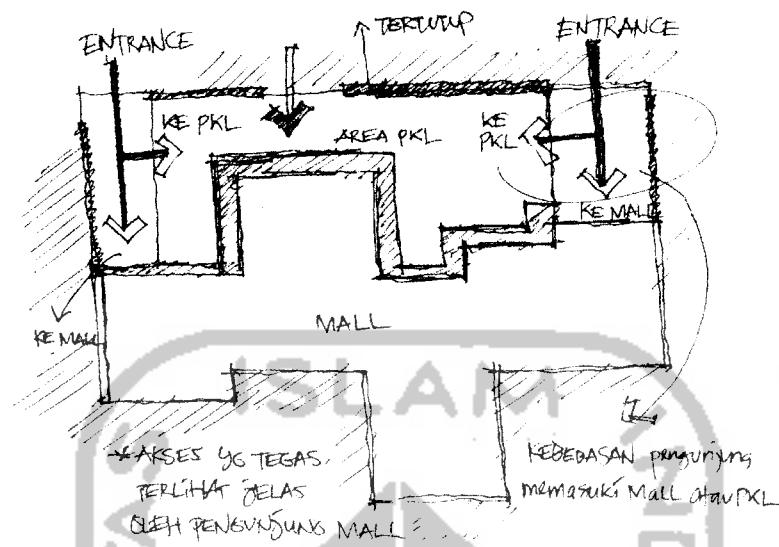 ENTRANCE
TERTUTUP
ENTRANCE
KE PKL
AREA PKL
KE
PKL
KE MALL
KE MALL
MALL
ISLAM
* AKSES YG TEGAS,
TERLIHAT JELAS
OLEH PENGUNJUNG MALL
KEBEBASAN pengunjung
memasuki Mall atau PKL